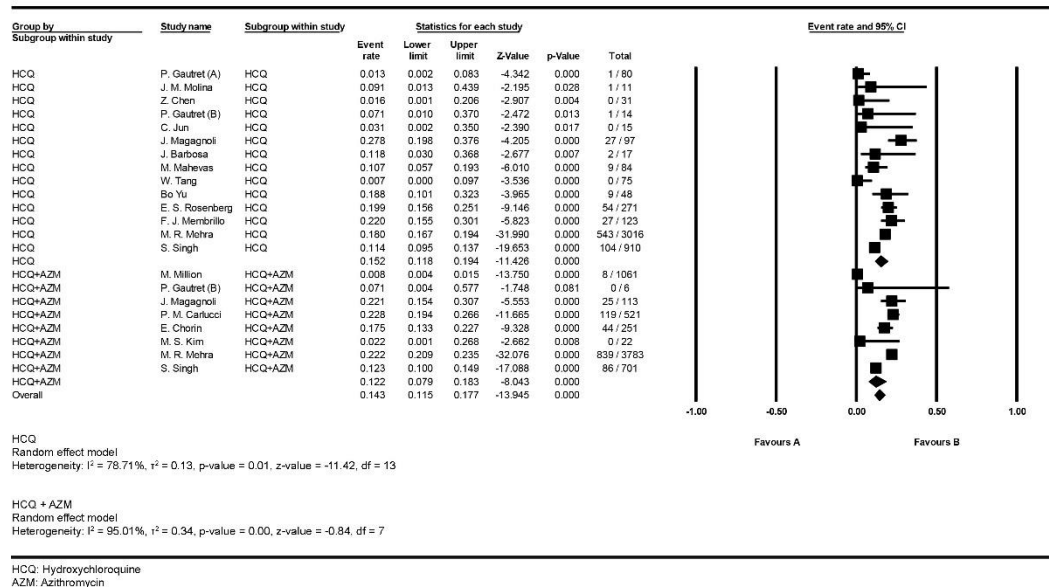 Group by Study name Subgroup within study Statistics for each study Event rate and 95% CI
Subgroup within study
Event rate Lower limit Upper limit Z-Value p-Value Total
HCQ P. Gautret (A) HCQ 0.013 0.002 0.083 -4.342 0.000 1 / 80
HCQ J. M. Molina HCQ 0.091 0.013 0.439 -2.195 0.028 1 / 11
HCQ Z. Chen HCQ 0.016 0.001 0.206 -2.907 0.004 0 / 31
HCQ P. Gautret (B) HCQ 0.071 0.010 0.370 -2.472 0.013 1 / 14
HCQ C. Jun HCQ 0.031 0.002 0.350 -2.390 0.017 0 / 15
HCQ J. Magagnoli HCQ 0.278 0.198 0.376 -4.205 0.000 27 / 97
HCQ J. Barbosa HCQ 0.118 0.030 0.368 -2.677 0.007 2 / 17
HCQ M. Mahevas HCQ 0.107 0.057 0.193 -6.010 0.000 9 / 84
HCQ W. Tang HCQ 0.007 0.000 0.097 -3.536 0.000 0 / 75
HCQ Bo Yu HCQ 0.188 0.101 0.323 -3.965 0.000 9 / 48
HCQ E. S. Rosenberg HCQ 0.199 0.156 0.251 -9.146 0.000 54 / 271
HCQ F. J. Membrillo HCQ 0.220 0.155 0.301 -5.823 0.000 27 / 123
HCQ M. R. Mehra HCQ 0.180 0.167 0.194 -31.990 0.000 543 / 3016
HCQ S. Singh HCQ 0.114 0.095 0.137 -19.653 0.000 104 / 910
HCQ 0.152 0.118 0.194 -11.426 0.000
HCQ+AZM M. Million HCQ+AZM 0.008 0.004 0.015 -13.750 0.000 8 / 1061
HCQ+AZM P. Gautret (B) HCQ+AZM 0.071 0.004 0.577 -1.748 0.081 0 / 6
HCQ+AZM J. Magagnoli HCQ+AZM 0.221 0.154 0.307 -5.553 0.000 25 / 113
HCQ+AZM P. M. Carlucci HCQ+AZM 0.228 0.194 0.266 -11.665 0.000 119 / 521
HCQ+AZM E. Chorin HCQ+AZM 0.175 0.133 0.227 -9.328 0.000 44 / 251
HCQ+AZM M. S. Kim HCQ+AZM 0.022 0.001 0.268 -2.662 0.008 0 / 22
HCQ+AZM M. R. Mehra HCQ+AZM 0.222 0.209 0.235 -32.076 0.000 839 / 3783
HCQ+AZM S. Singh HCQ+AZM 0.123 0.100 0.149 -17.088 0.000 86 / 701
HCQ+AZM 0.122 0.079 0.183 -8.043 0.000
Overall 0.143 0.115 0.177 -13.945 0.000
-1.00 -0.50 0.00 0.50 1.00
Favours A Favours B
HCQ
Random effect model
Heterogeneity: I² = 78.71%, τ² = 0.13, p-value = 0.01, z-value = -11.42, df = 13
HCQ + AZM
Random effect model
Heterogeneity: I² = 95.01%, τ² = 0.34, p-value = 0.00, z-value = -0.84, df = 7
HCQ: Hydroxychloroquine
AZM: Azithromycin